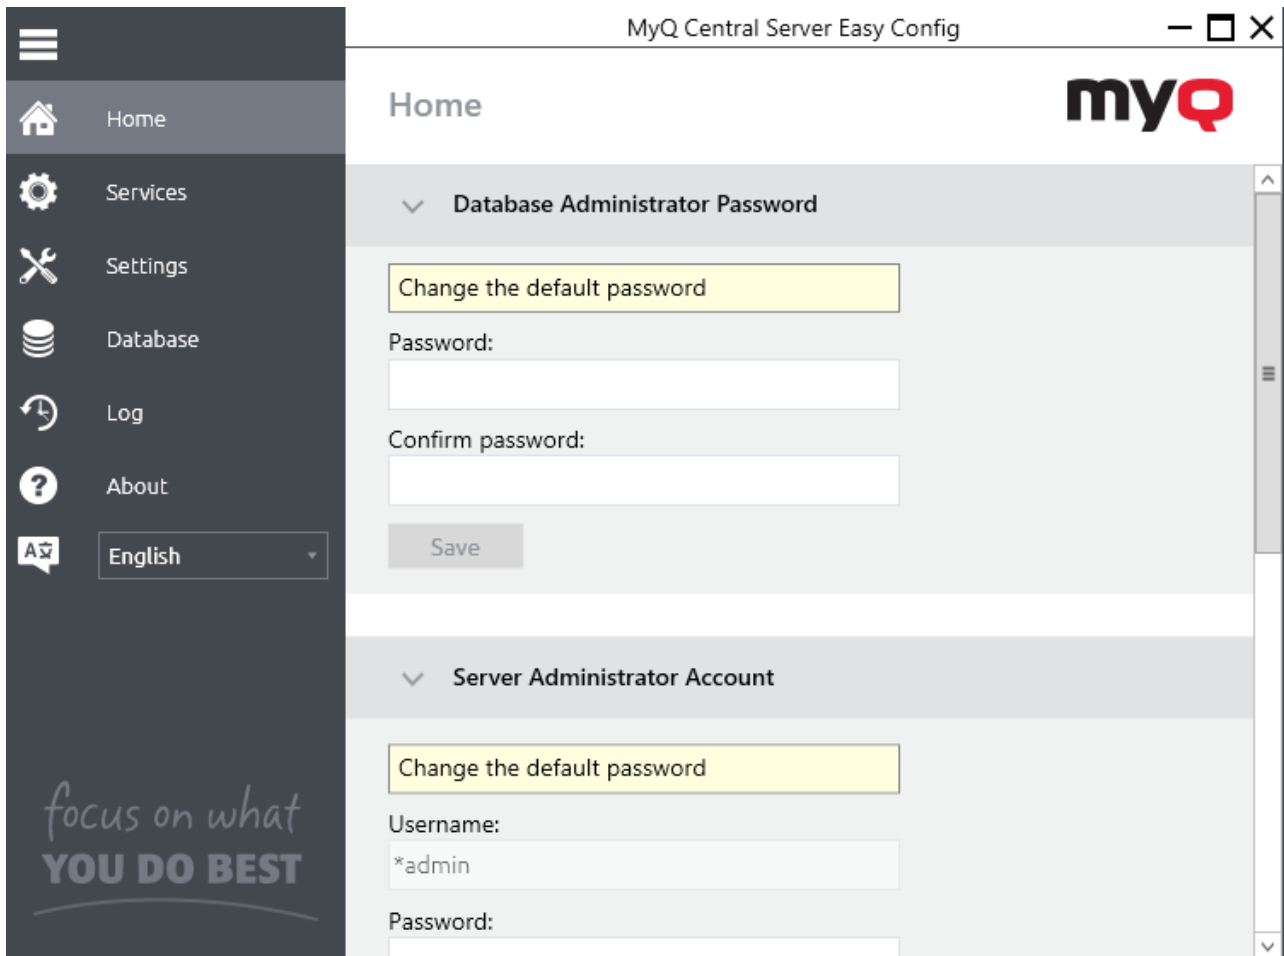 MyQ Central Server Easy Config
Home
Services
Settings
Database
Log
About
A文
English
focus on what
YOU DO BEST
Home
myQ
Database Administrator Password
Change the default password
Password:
Confirm password:
Save
Server Administrator Account
Change the default password
Username:
*admin
Password: